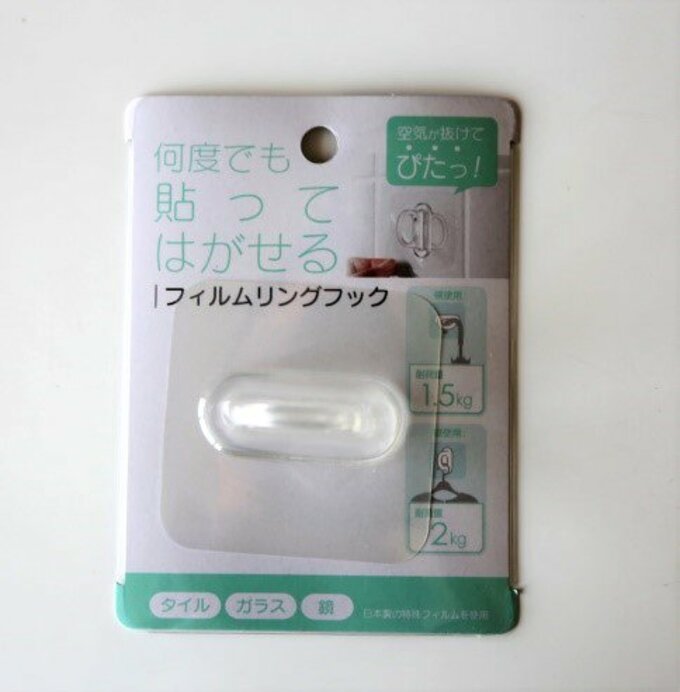 何度でも
貼って
はがせる
フィルムリングフック
空気が抜けて
ぴたっ!
横使用
耐荷重
1.5kg
縦使用
耐荷重
2kg
タイル
ガラス
鏡
日本製の特殊フィルムを使用